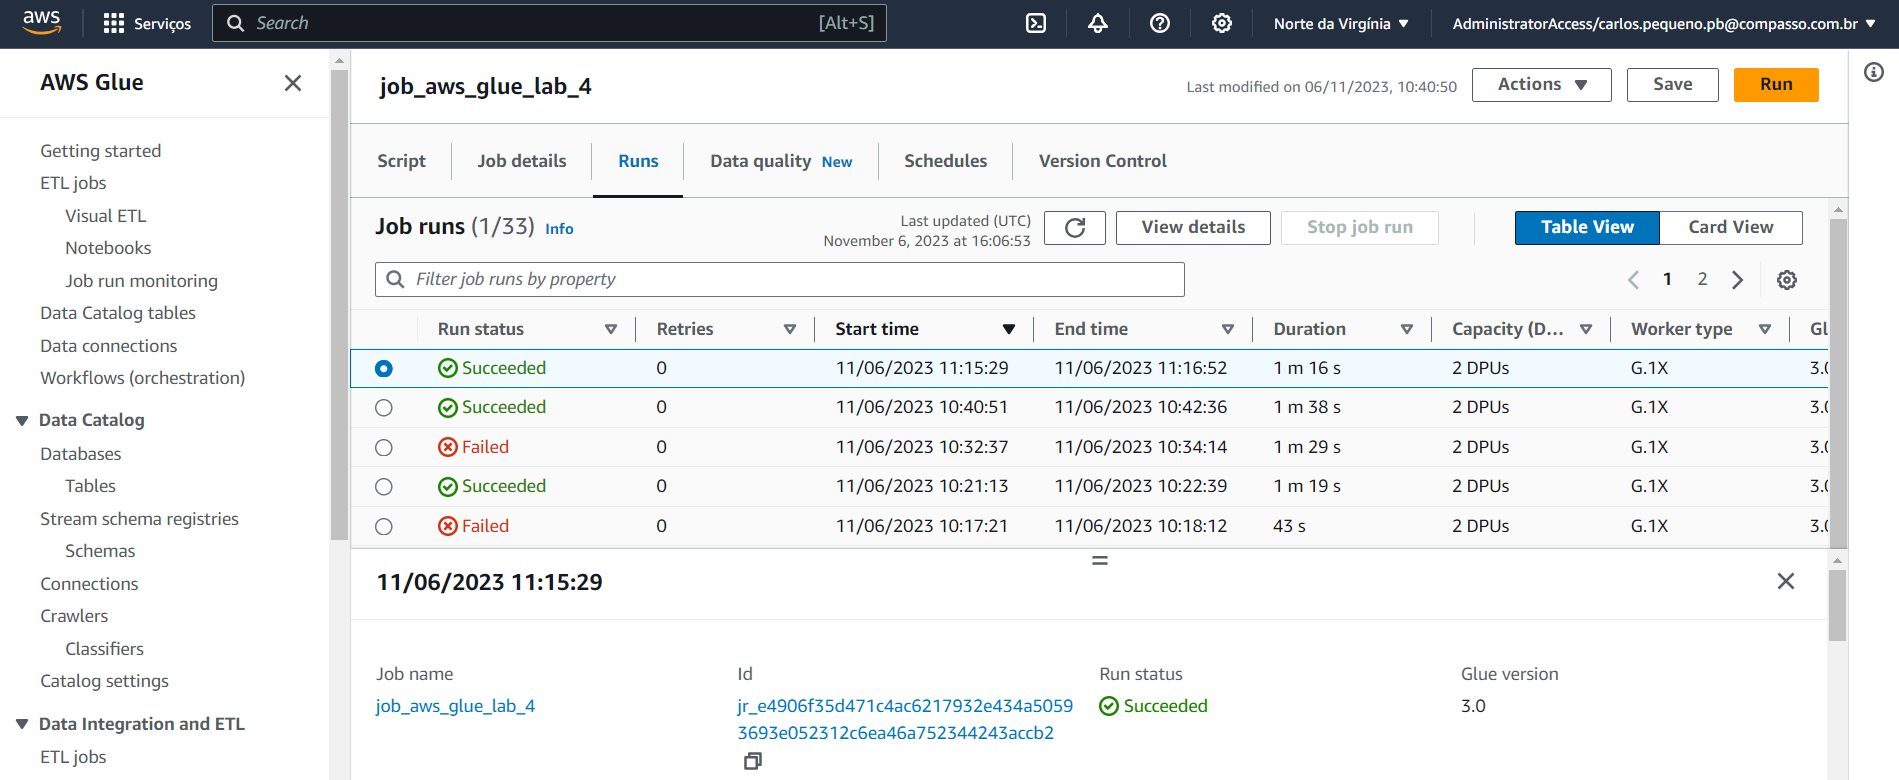 aws
Serviços
Search
[Alt+S]
Norte da Virgínia
AdministratorAccess/carlos.pequeno.pb@compasso.com.br
AWS Glue
Getting started
ETL jobs
Visual ETL
Notebooks
Job run monitoring
Data Catalog tables
Data connections
Workflows (orchestration)
Data Catalog
Databases
Tables
Stream schema registries
Schemas
Connections
Crawlers
Classifiers
Catalog settings
Data Integration and ETL
ETL jobs
job_aws_glue_lab_4
Last modified on 06/11/2023, 10:40:50
Actions
Save
Run
Script
Job details
Runs
Data quality New
Schedules
Version Control
Job runs (1/33) Info
Last updated (UTC)
November 6, 2023 at 16:06:53
View details
Stop job run
Table View
Card View
Filter job runs by property
1 2
Run status Retries Start time End time Duration Capacity (D... Worker type Gl
Succeeded 0 11/06/2023 11:15:29 11/06/2023 11:16:52 1 m 16 s 2 DPUs G.1X 3.0
Succeeded 0 11/06/2023 10:40:51 11/06/2023 10:42:36 1 m 38 s 2 DPUs G.1X 3.0
Failed 0 11/06/2023 10:32:37 11/06/2023 10:34:14 1 m 29 s 2 DPUs G.1X 3.0
Succeeded 0 11/06/2023 10:21:13 11/06/2023 10:22:39 1 m 19 s 2 DPUs G.1X 3.0
Failed 0 11/06/2023 10:17:21 11/06/2023 10:18:12 43 s 2 DPUs G.1X 3.0
11/06/2023 11:15:29
Job name
job_aws_glue_lab_4
Id
jr_e4906f35d471c4ac6217932e434a5059
3693e052312c6ea46a752344243accb2
Run status
Succeeded
Glue version
3.0